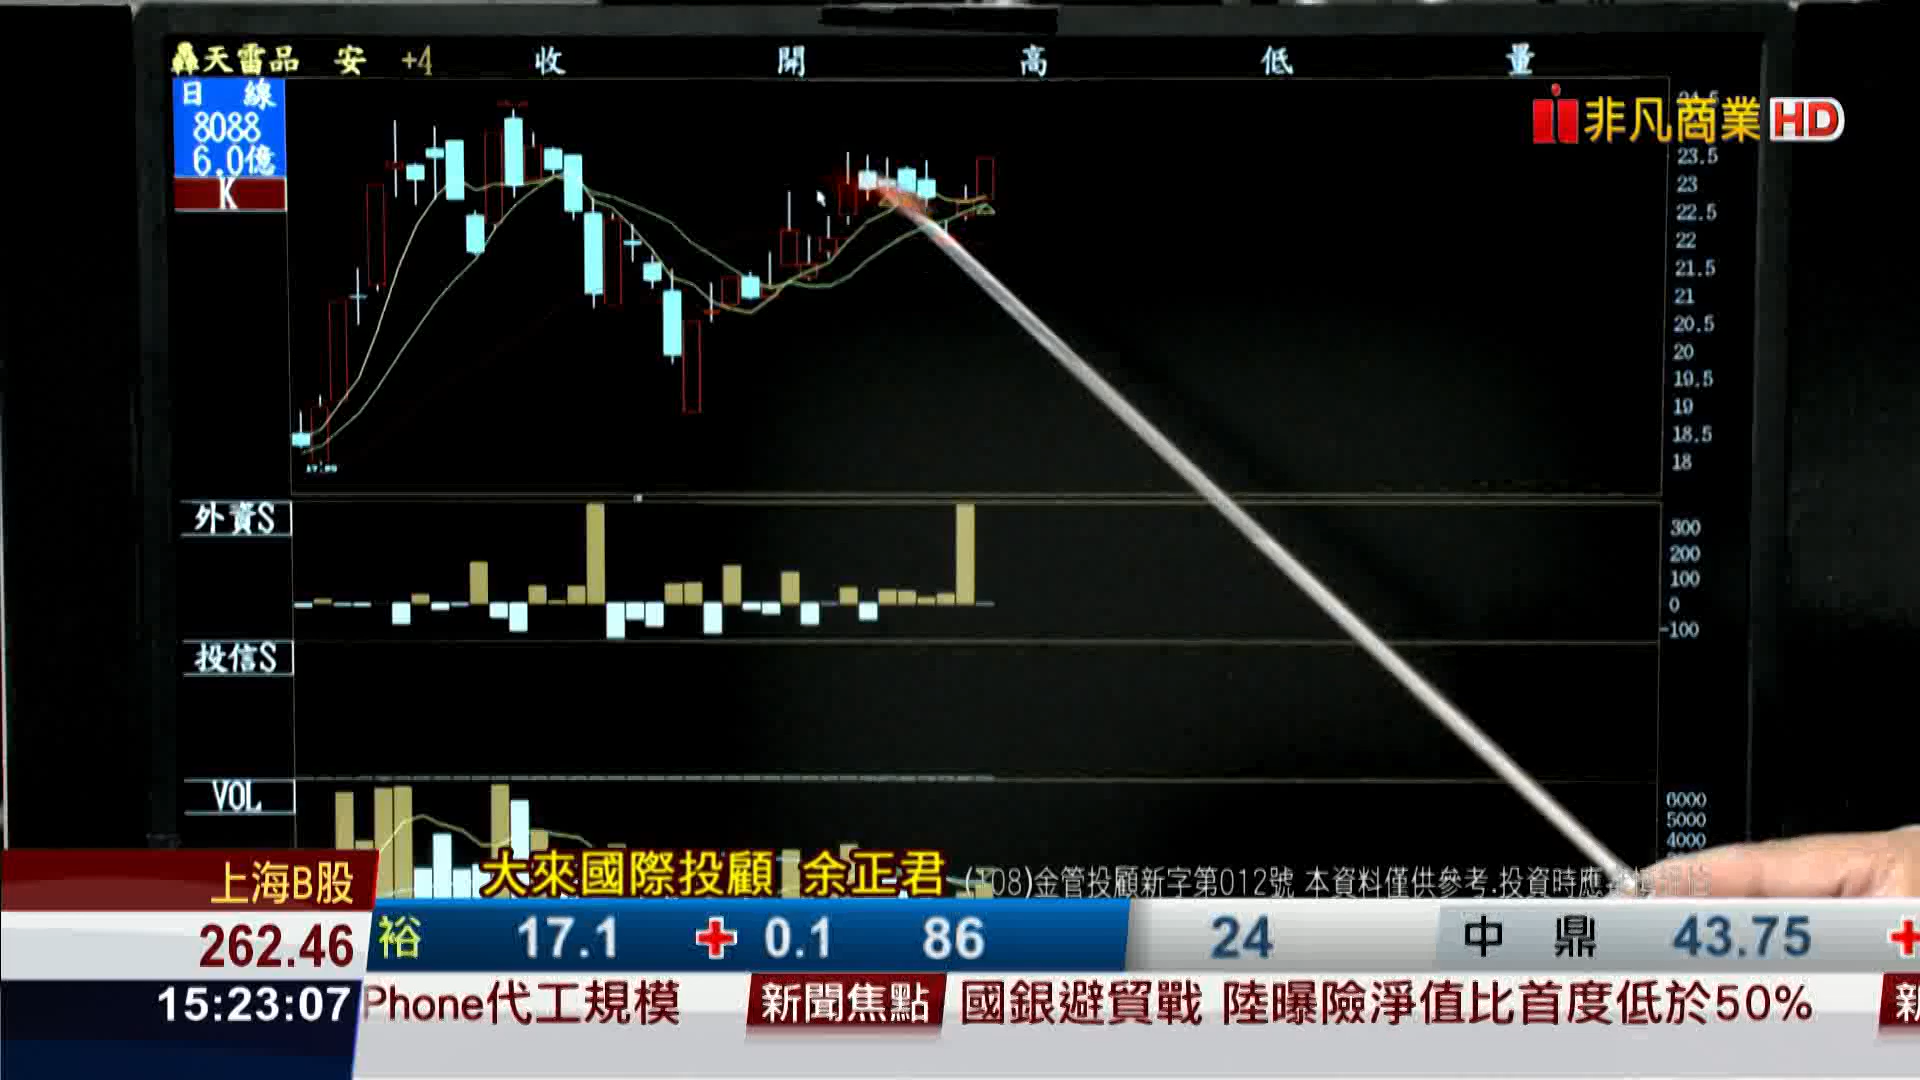 天雷品 安 +4 收 開 高 低 量
日 線
8088
6.0億
K
非凡商業 HD
24.5
23.5
23
22.5
22
21.5
21
20.5
20
19.5
19
18.5
18
外資S
300
200
100
0
-100
投信S
VOL
6000
5000
4000
大來國際投顧 余正君
(108)金管投顧新字第012號 本資料僅供參考.投資時應
上海B股
262.46
裕 17.1 + 0.1 86 24 中鼎 43.75 +
15:23:07
Phone代工規模 新聞焦點 國銀避貿戰 陸曝險淨值比首度低於50%